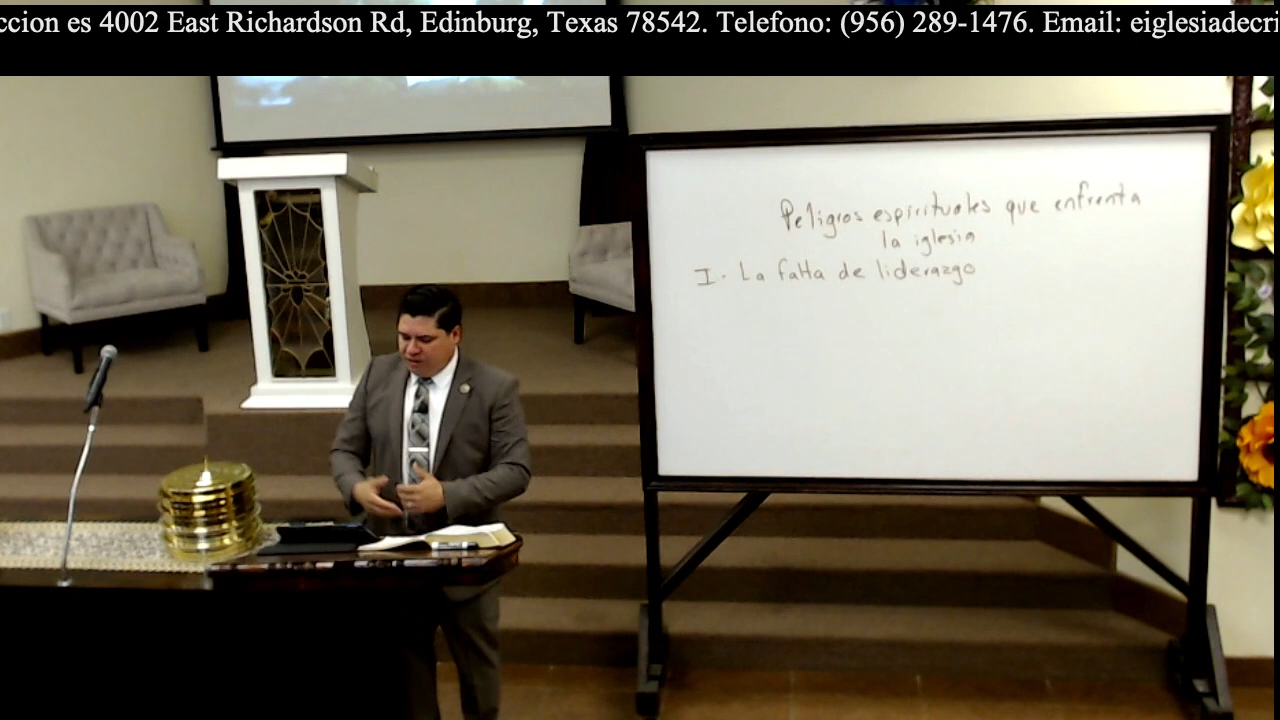 ccion es 4002 East Richardson Rd, Edinburg, Texas 78542. Telefono: (956) 289-1476. Email: eiglesiadecri
Peligros espirituales que enfrenta
la iglesia
I. La falta de liderazgo